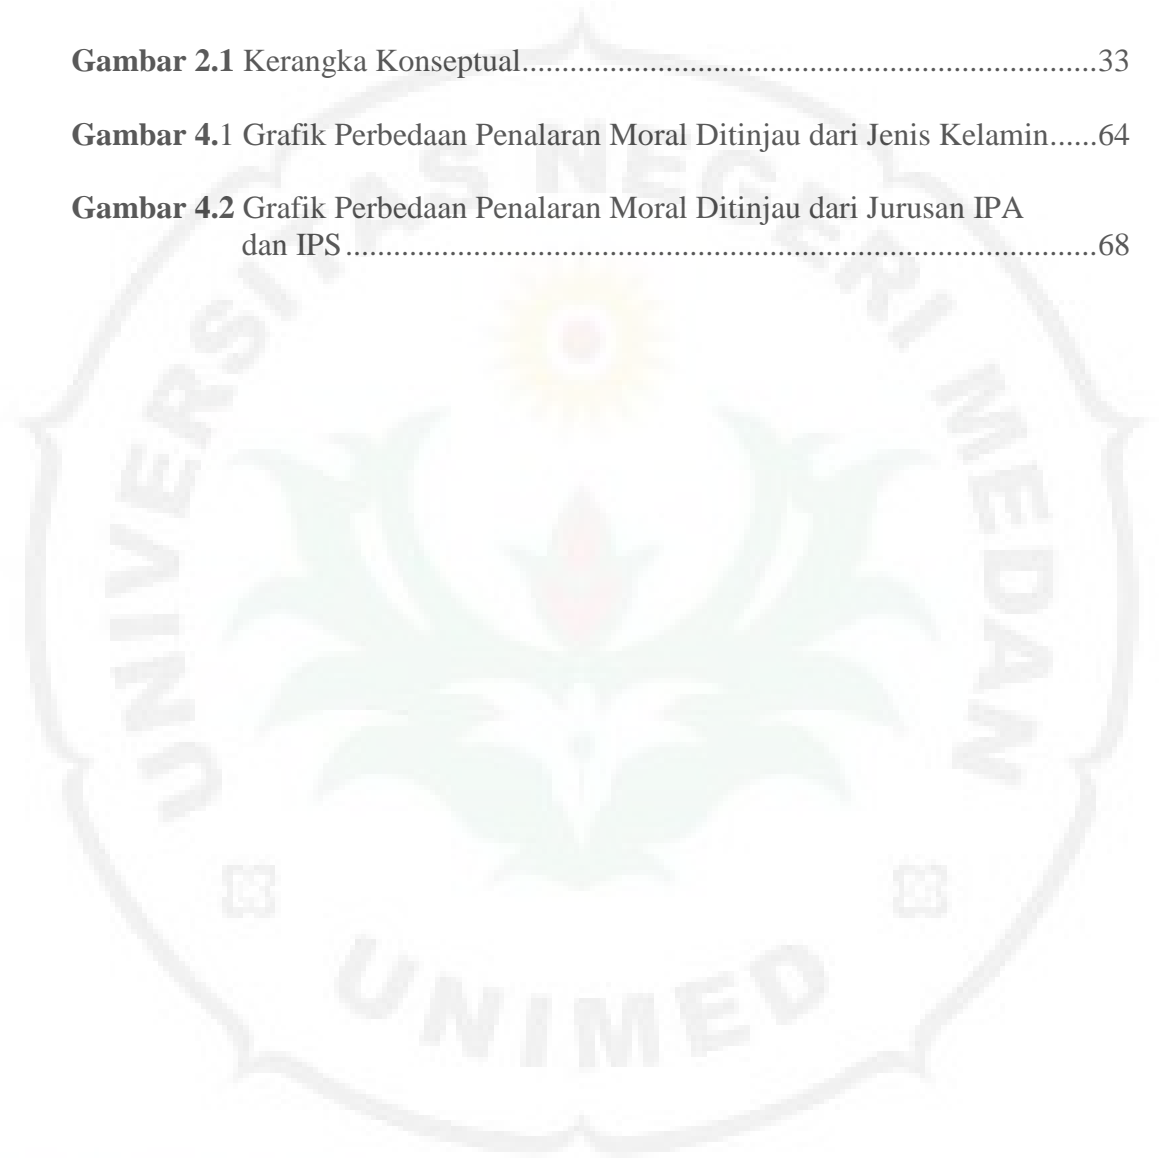 Gambar 2.1 Kerangka Konseptual........................................................................33
Gambar 4.1 Grafik Perbedaan Penalaran Moral Ditinjau dari Jenis Kelamin......64
Gambar 4.2 Grafik Perbedaan Penalaran Moral Ditinjau dari Jurusan IPA
dan IPS..............................................................................................68
UNIVERSITAS NEGERI MEDAN
UNIMED